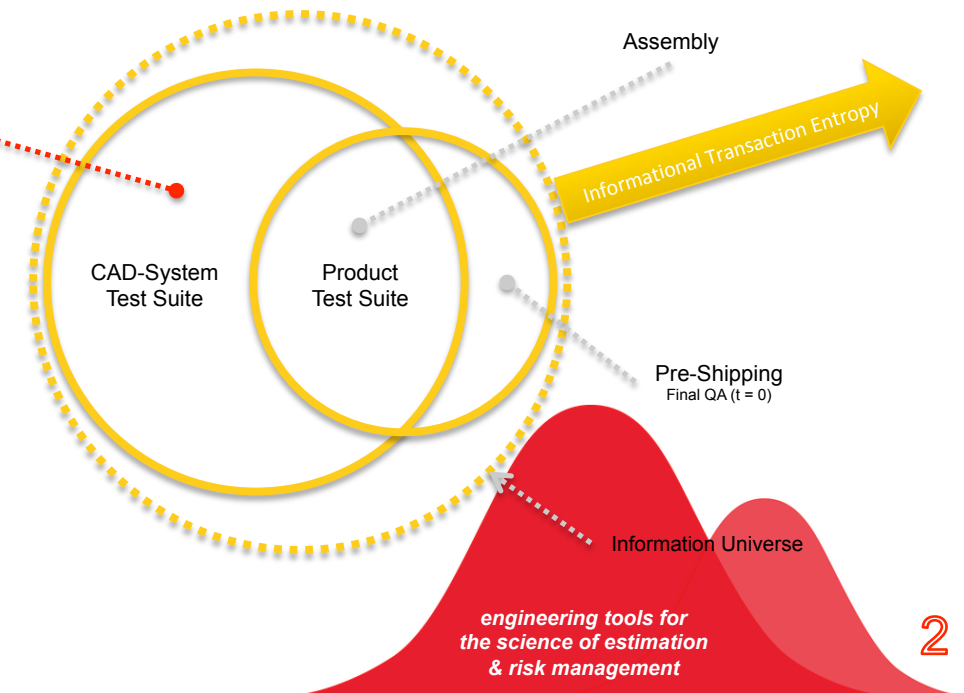 Assembly
Informational Transaction Entropy
CAD-System
Test Suite
Product
Test Suite
Pre-Shipping
Final QA (t = 0)
Information Universe
engineering tools for
the science of estimation
& risk management
2